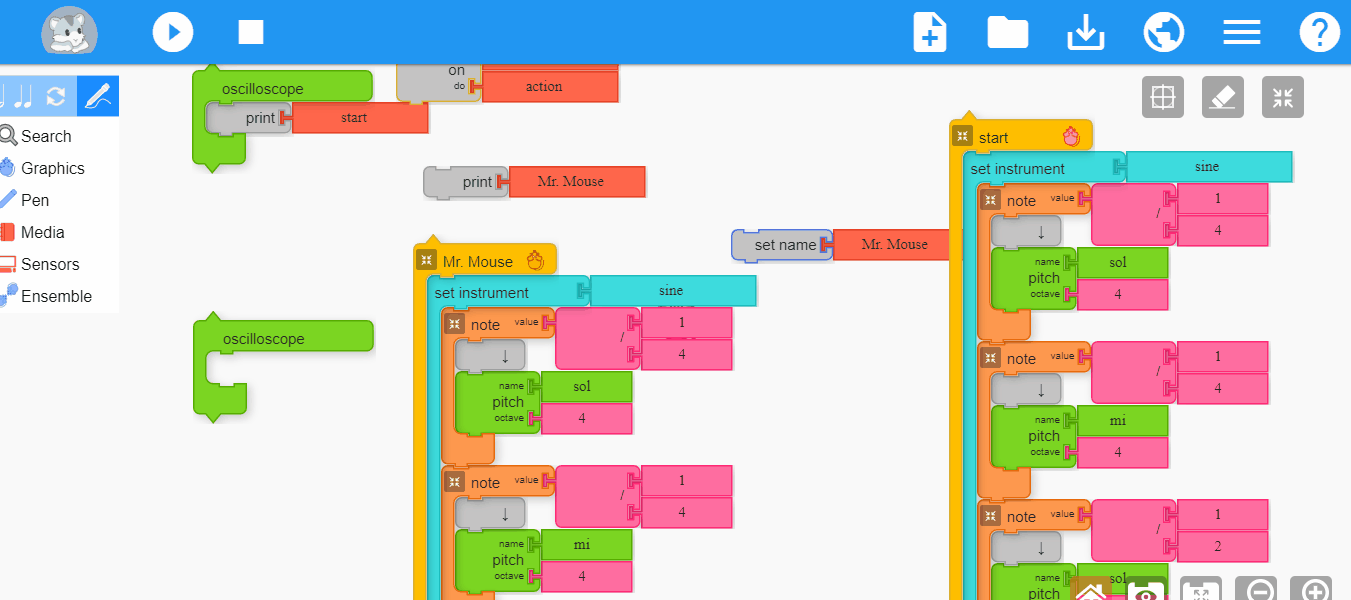 on
do action
oscilloscope
print start
Search
Graphics
Pen
Media
Sensors
Ensemble
print Mr. Mouse
oscilloscope
Mr. Mouse
set instrument sine
note value / 1
4
↓
name sol
pitch
octave 4
note value / 1
4
↓
name mi
pitch
octave 4
set name Mr. Mouse
start
set instrument sine
note value / 1
4
↓
name sol
pitch
octave 4
note value / 1
4
↓
name mi
pitch
octave 4
note value / 1
2
↓
name sol
pitch
?